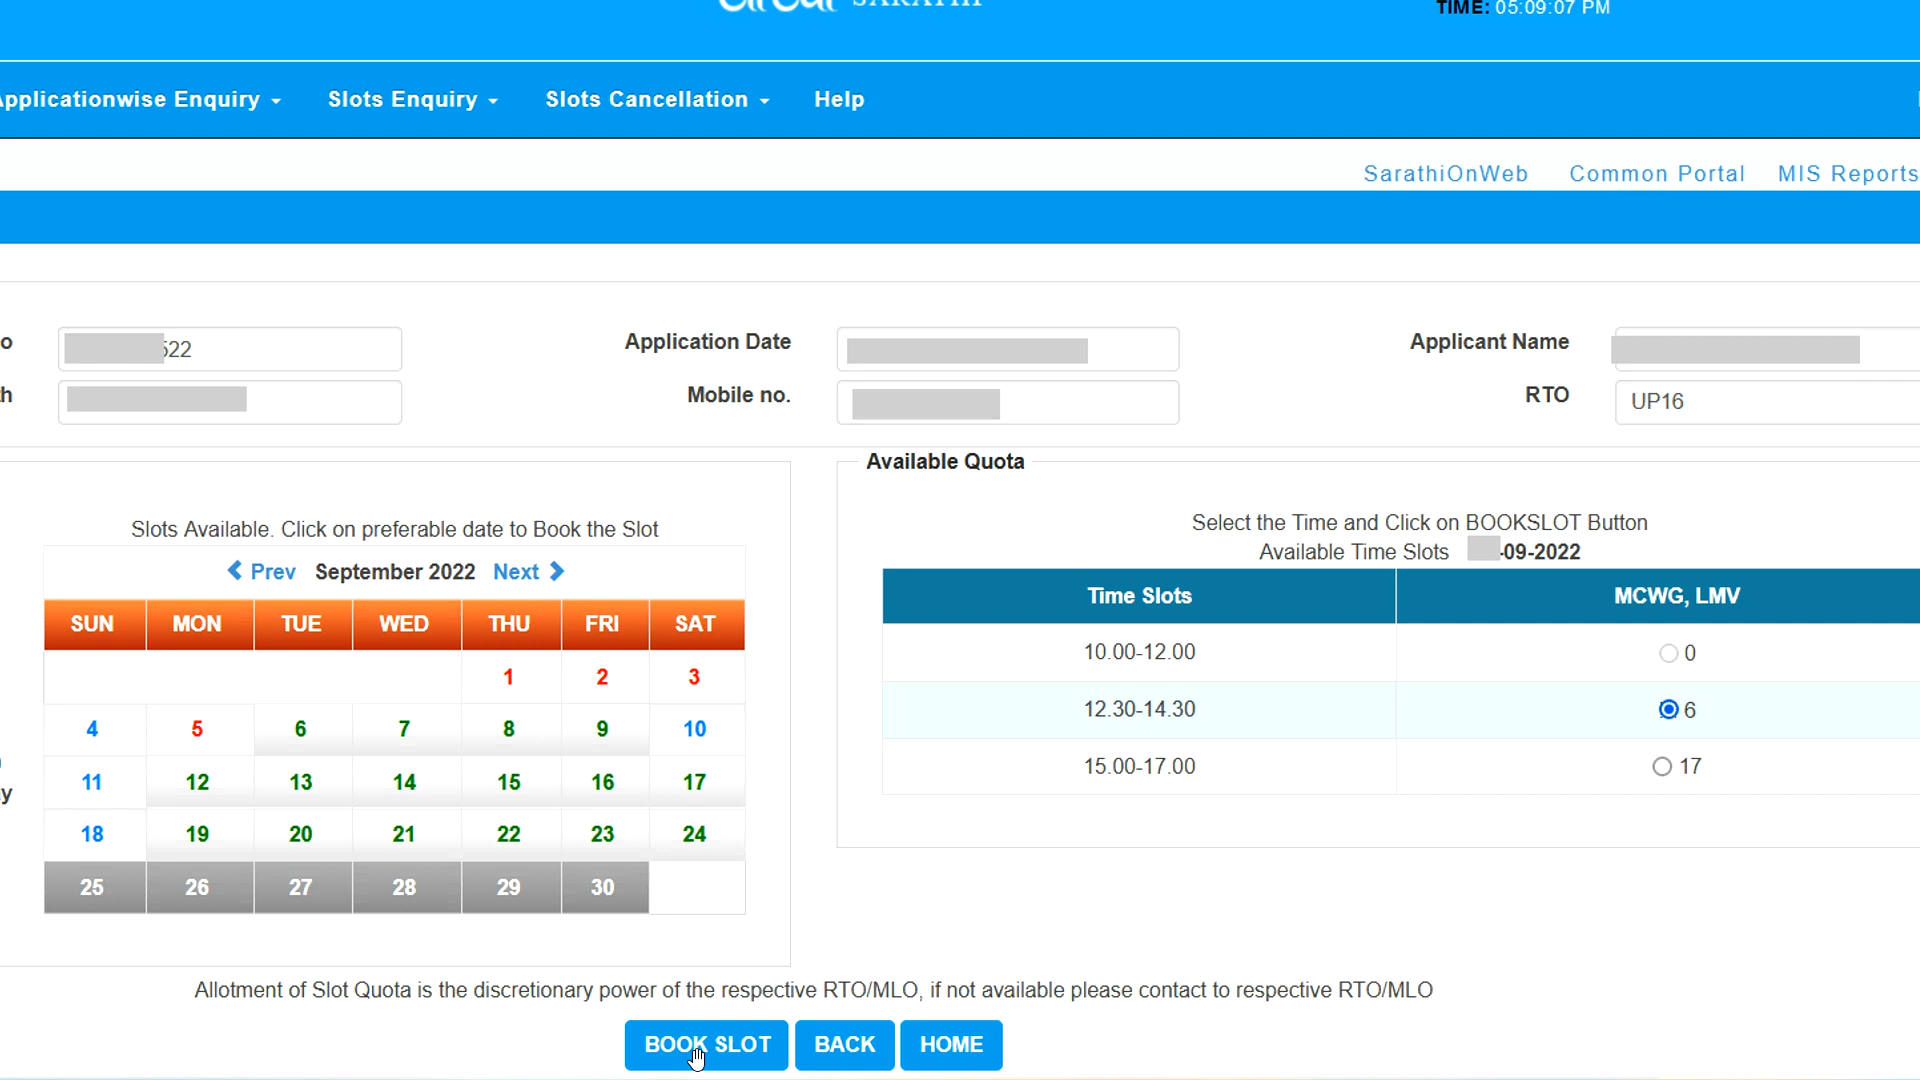 SARATHI
TIME: 05:09:07 PM
Applicationwise Enquiry Slots Enquiry Slots Cancellation Help
SarathiOnWeb Common Portal MIS Reports
o 522 Application Date Applicant Name
th Mobile no. RTO UP16
Available Quota
Slots Available. Click on preferable date to Book the Slot
Prev September 2022 Next
SUN MON TUE WED THU FRI SAT
1 2 3
4 5 6 7 8 9 10
11 12 13 14 15 16 17
18 19 20 21 22 23 24
25 26 27 28 29 30
y
Select the Time and Click on BOOKSLOT Button
Available Time Slots -09-2022
Time Slots MCWG, LMV
10.00-12.00 0
12.30-14.30 6
15.00-17.00 17
Allotment of Slot Quota is the discretionary power of the respective RTO/MLO, if not available please contact to respective RTO/MLO
BOOK SLOT BACK HOME